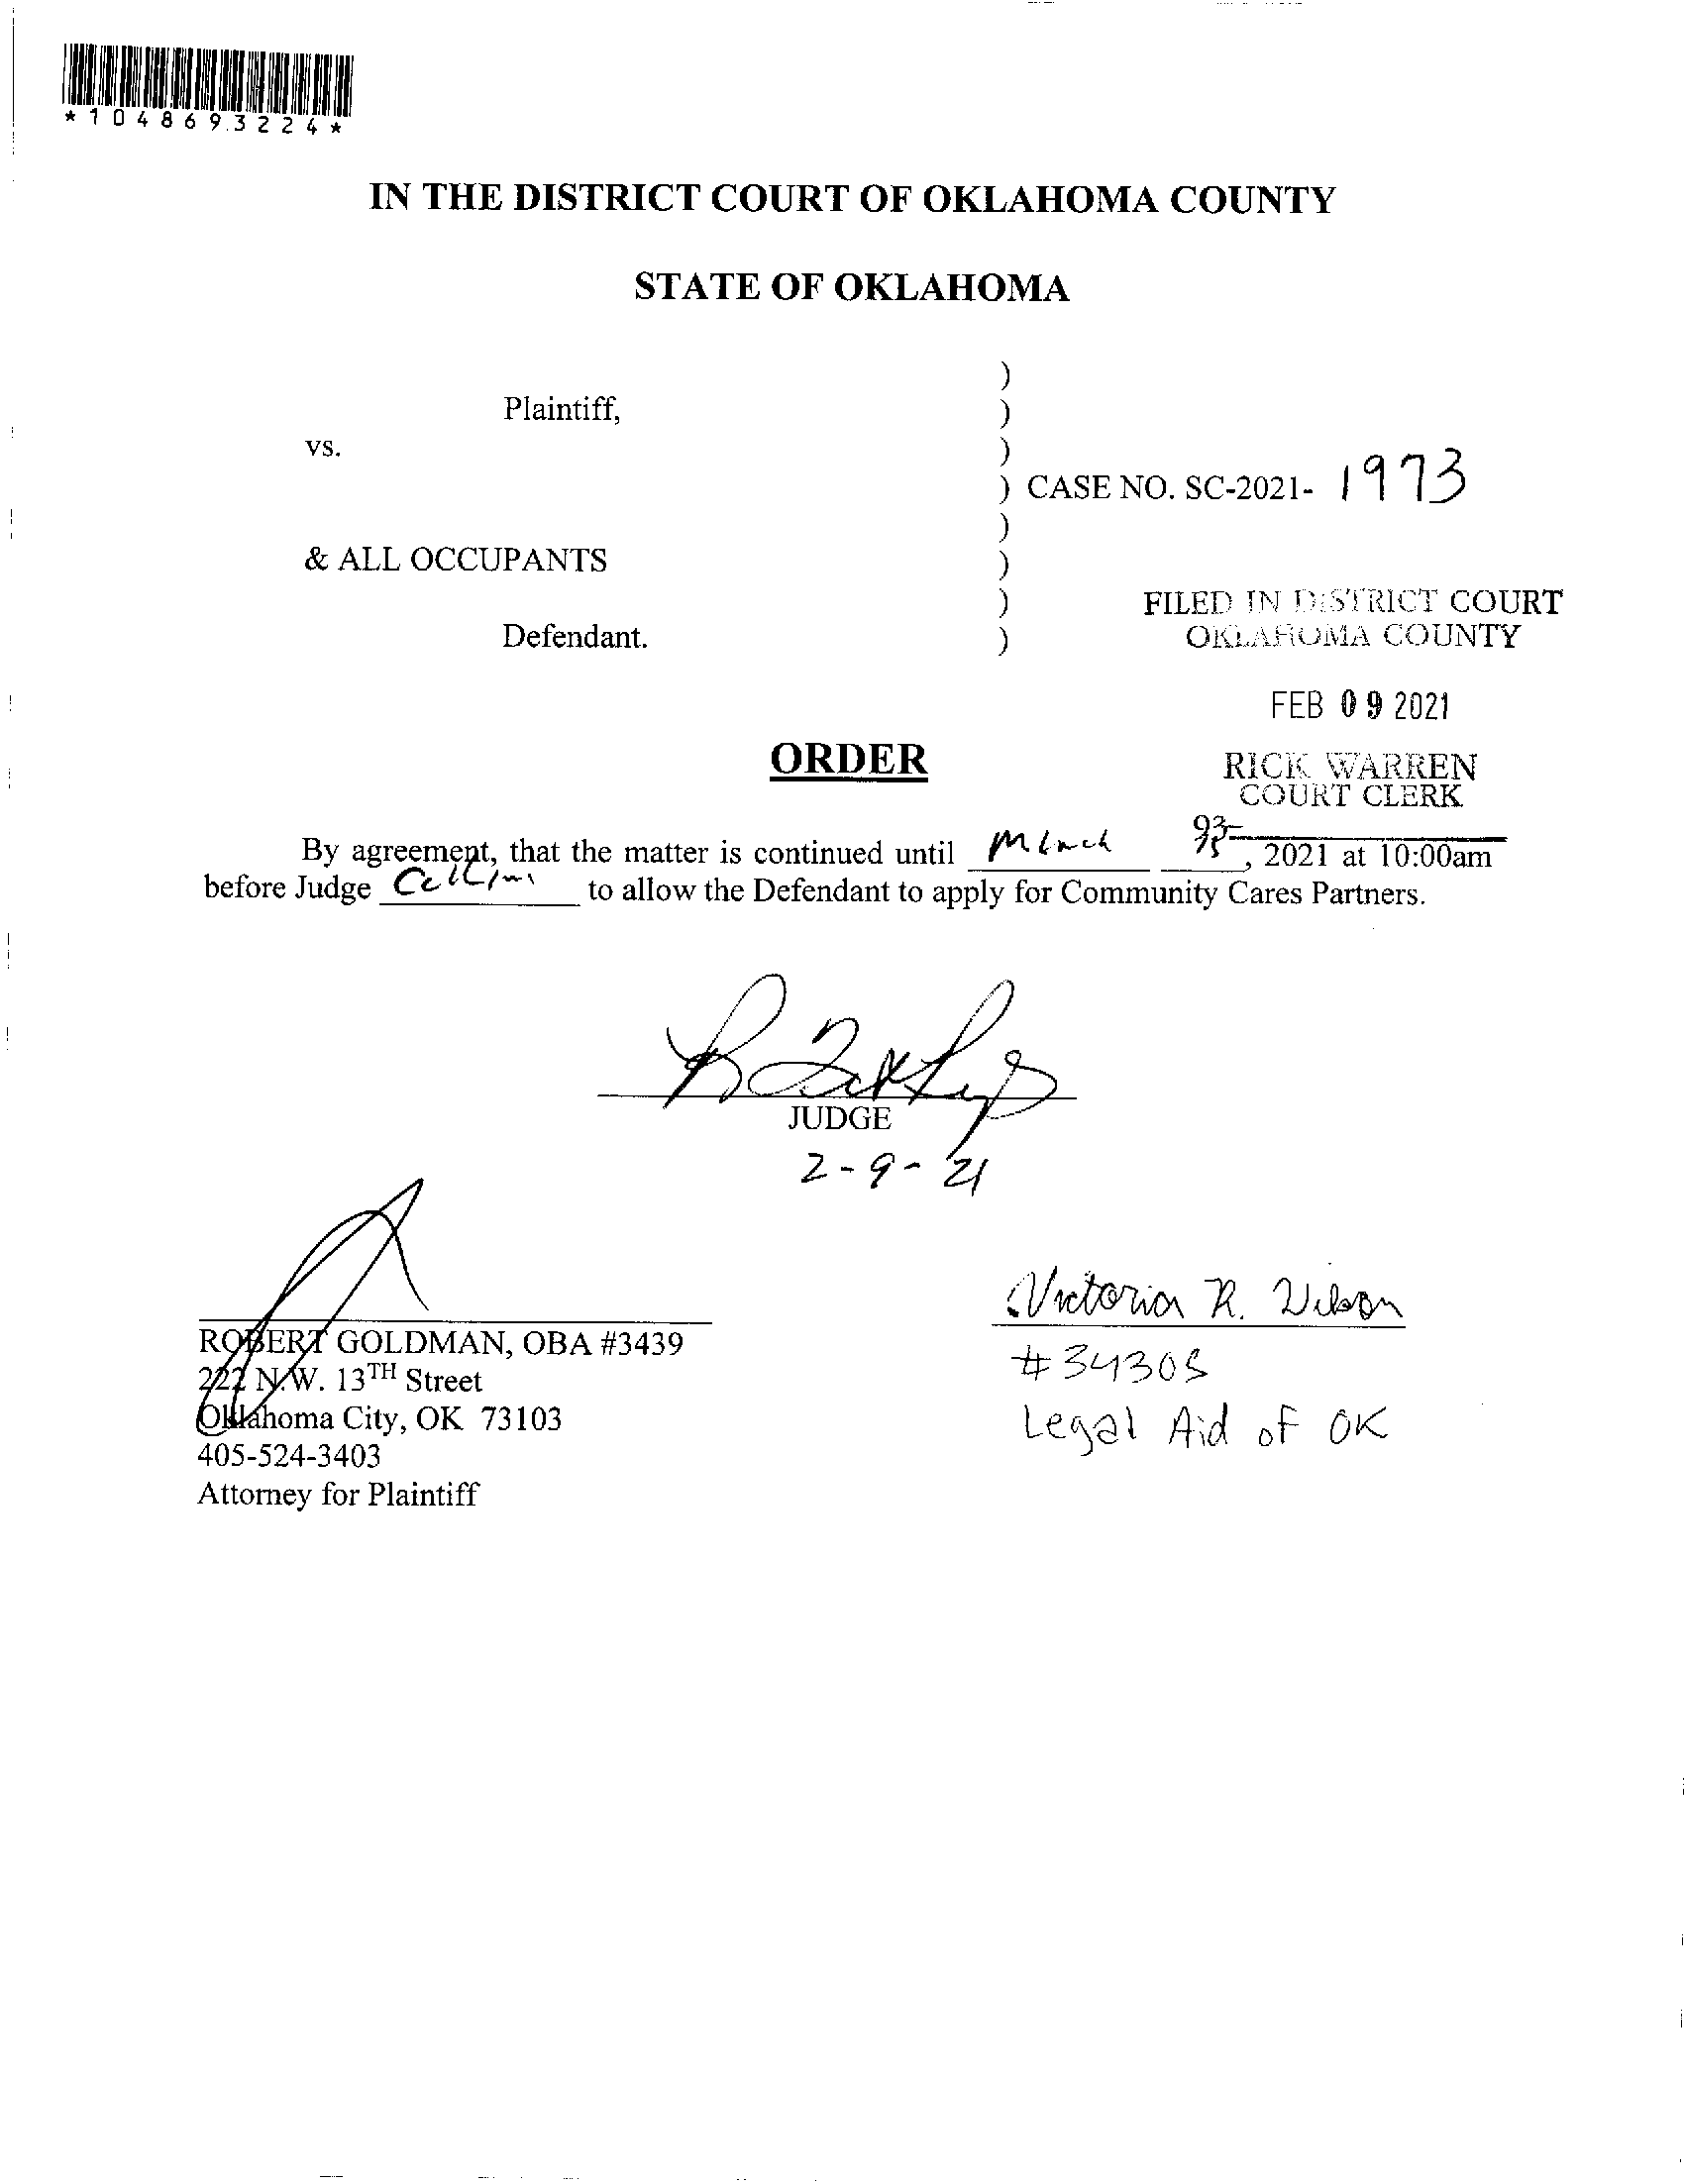 *1048693224*
IN THE DISTRICT COURT OF OKLAHOMA COUNTY
STATE OF OKLAHOMA
)
Plaintiff, )
vs. )
) CASE NO. SC-2021- 1973
)
& ALL OCCUPANTS )
)
Defendant. )
FILED IN DISTRICT COURT
OKLAHOMA COUNTY
FEB 09 2021
RICK WARREN
COURT CLERK
ORDER
By agreement, that the matter is continued until March , 2021 at 10:00am
before Judge to allow the Defendant to apply for Community Cares Partners.
JUDGE
2-9-21
ROBERT GOLDMAN, OBA #3439
222 N.W. 13TH Street
Oklahoma City, OK 73103
405-524-3403
Attorney for Plaintiff
Victoria R. Wilson
#34305
Legal Aid of OK